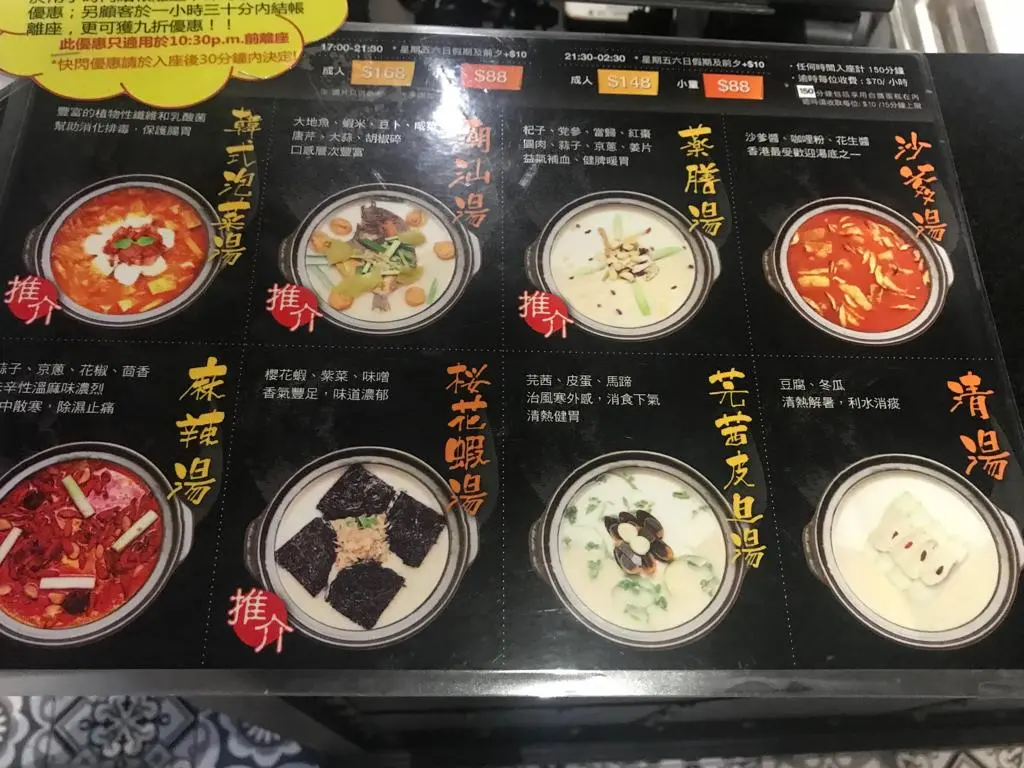 優惠；另顧客於一小時三十分內結帳
離座，更可獲九折優惠！！
此優惠只適用於10:30p.m.前離座
*快閃優惠請於入座後30分鐘內決定!
17:00-21:30 *星期五六日假期及前夕+$10
成人 $168 $88
21:30-02:30 *星期五六日假期及前夕+$10
成人 $148 小童 $88
•任何時間入座計 150分鐘
•逾時每位收費：$70/ 小時
豐富的植物性纖維和乳酸菌
幫助消化排毒，保護腸胃
韓式泡菜湯
推介
大地魚、蝦米、豆卜、咸菜
唐芹、大蒜、胡椒碎
口感層次豐富
潮汕湯
推介
杞子、党參、當歸、紅棗
圓肉、蒜子、京蔥、姜片
益氣補血、健脾暖胃
藥膳湯
推介
沙爹醬、咖哩粉、花生醬
香港最受歡迎湯底之一
沙爹湯
蒜子、京蔥、花椒、茴香
辛性溫麻味濃烈
中散寒，除濕止痛
麻辣湯
櫻花蝦、紫菜、味噌
香氣豐足，味道濃郁
桜花蝦湯
推介
芫茜、皮蛋、馬蹄
治風寒外感，消食下氣
清熱健胃
芫茜皮旦湯
豆腐、冬瓜
清熱解暑，利水消痰
清湯